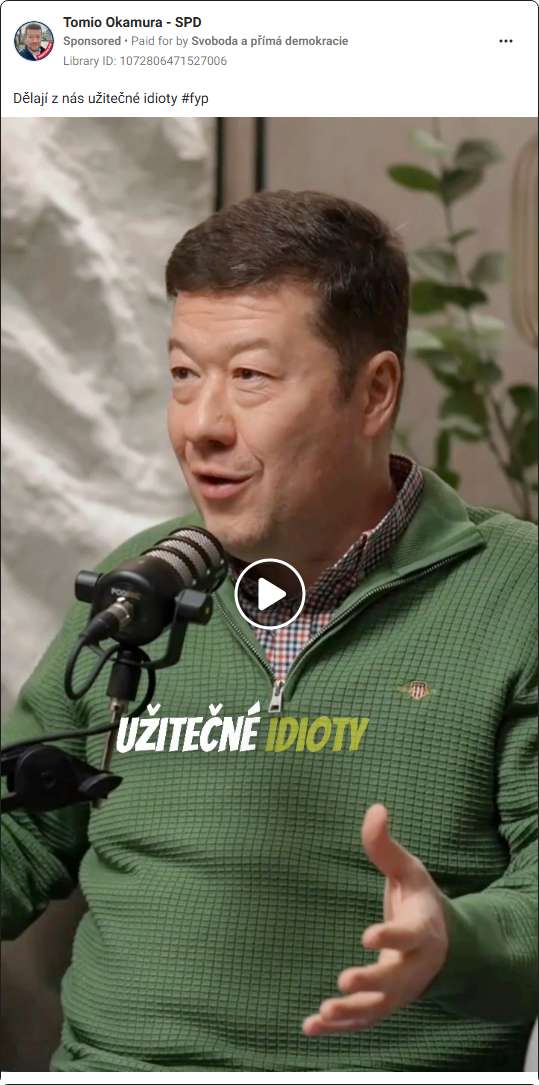 Tomio Okamura - SPD
Sponsored • Paid for by Svoboda a přímá demokracie
Library ID: 1072806471527006
Dělají z nás užitečné idioty #fyp
UŽITEČNÉ IDIOTY